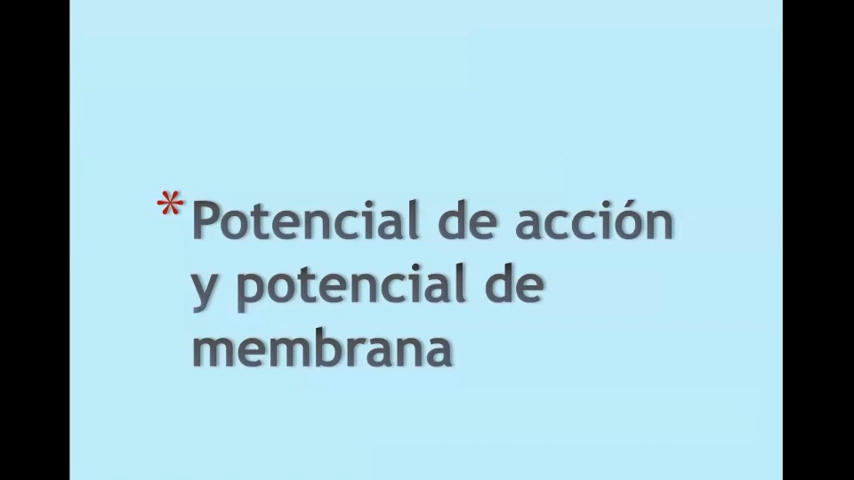 * Potencial de acción
y potencial de
membrana